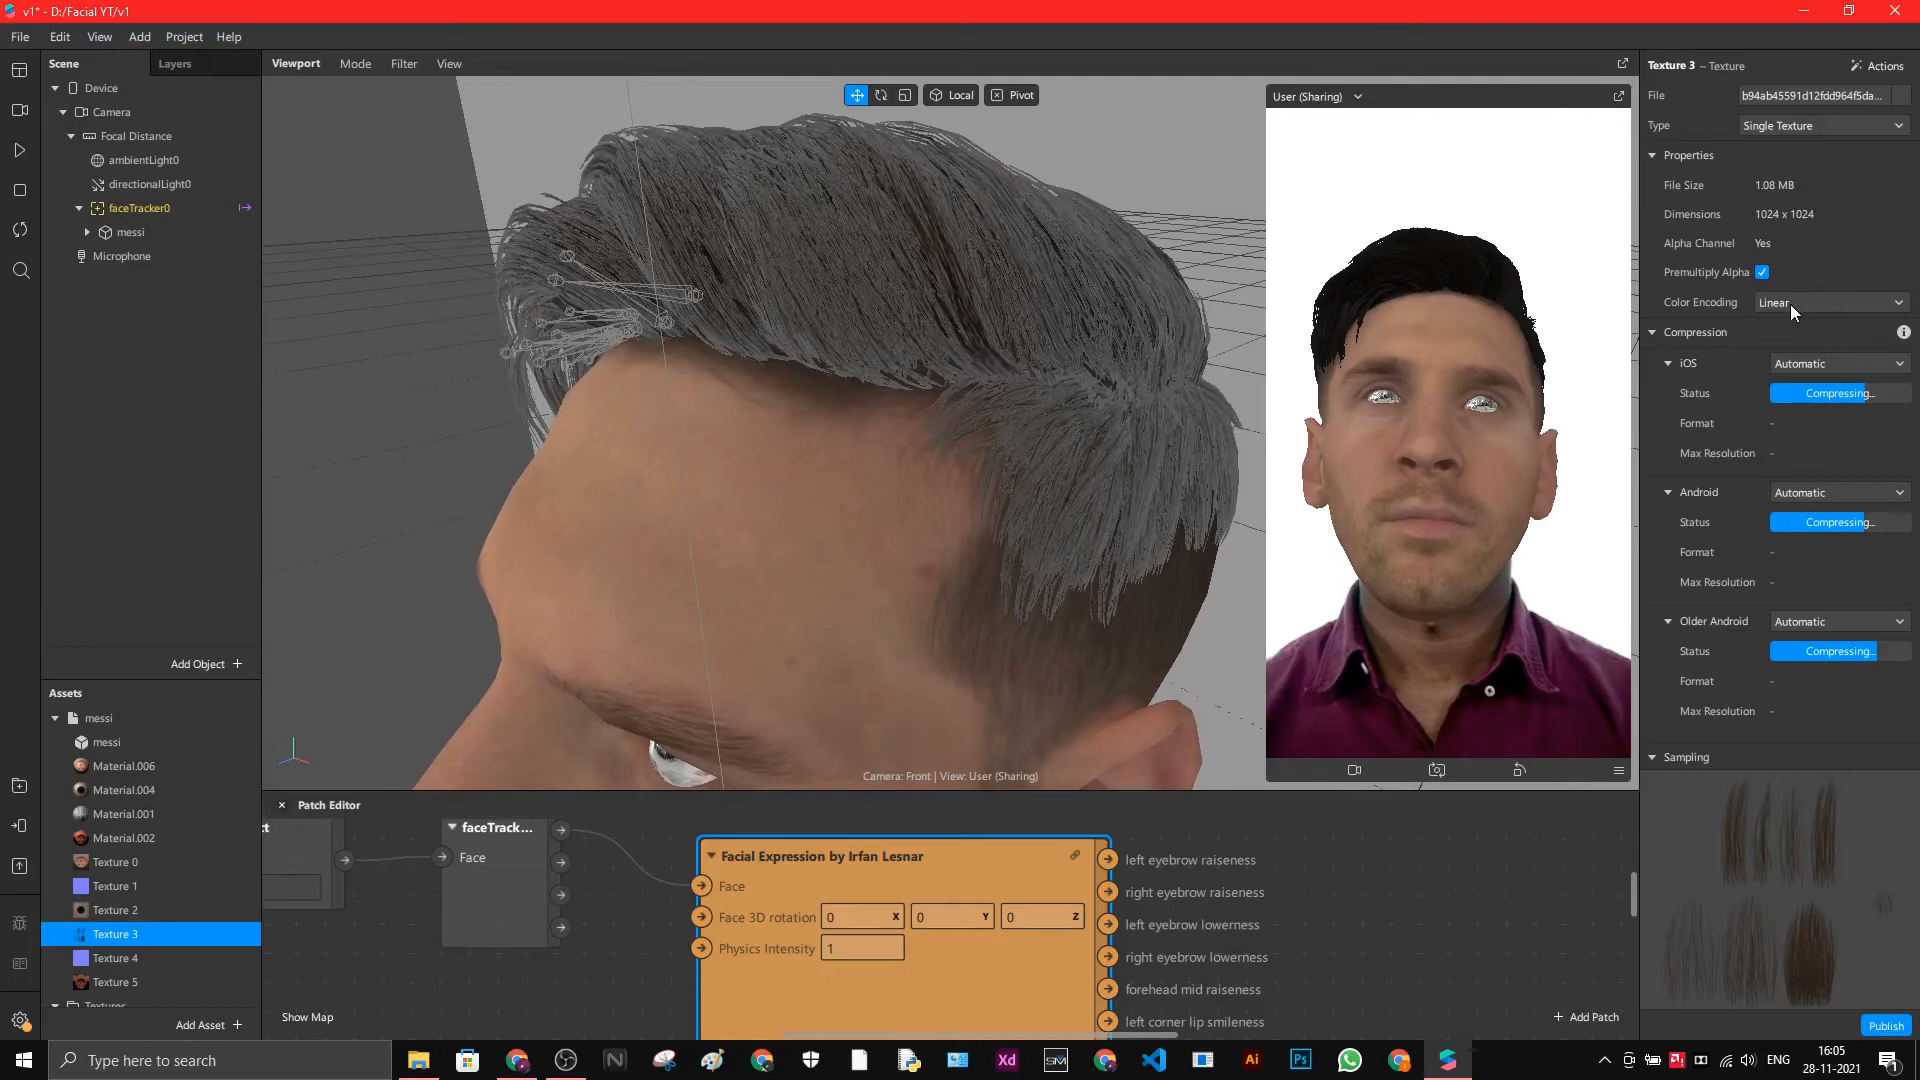 v1* - D:/Facial YT/v1
File Edit View Add Project Help
Scene
Layers
Device
Camera
Focal Distance
ambientLight0
directionalLight0
faceTracker0
messi
Microphone
Add Object +
Assets
messi
messi
Material.006
Material.004
Material.001
Material.002
Texture 0
Texture 1
Texture 2
Texture 3
Texture 4
Texture 5
Textures
Add Asset +
Viewport Mode Filter View
Local
Pivot
User (Sharing)
Camera: Front | View: User (Sharing)
Patch Editor
ct
faceTrack...
Face
Facial Expression by Irfan Lesnar
Face
Face 3D rotation 0 X 0 Y 0 Z
Physics Intensity 1
left eyebrow raiseness
right eyebrow raiseness
left eyebrow lowerness
right eyebrow lowerness
forehead mid raiseness
left corner lip smileness
Show Map
+ Add Patch
Texture 3 – Texture
Actions
File b94ab45591d12fdd964f5da...
Type Single Texture
Properties
File Size 1.08 MB
Dimensions 1024 x 1024
Alpha Channel Yes
Premultiply Alpha
Color Encoding Linear
Compression
iOS Automatic
Status Compressing...
Format -
Max Resolution -
Android Automatic
Status Compressing...
Format -
Max Resolution -
Older Android Automatic
Status Compressing...
Format -
Max Resolution -
Sampling
Publish
Type here to search
N
Xd
SM
Ai
Ps
ENG
16:05
28-11-2021
1